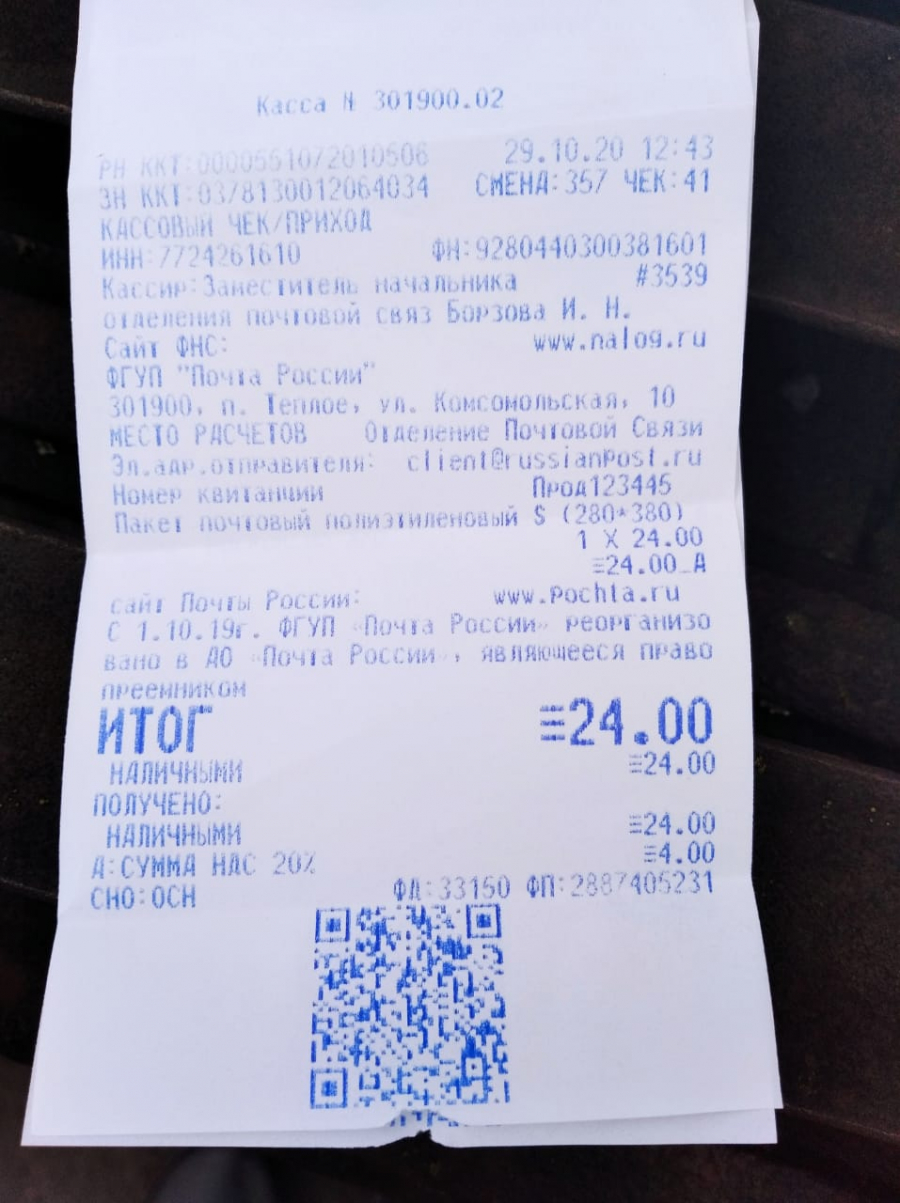 Касса № 301900.02
РН ККТ:0000551072010506 29.10.20 12:43
ЗН ККТ:0378130012064034 СМЕНА:357 ЧЕК:41
КАССОВЫЙ ЧЕК/ПРИХОД
ИНН:7724261610 ФН:9280440300381601
Кассир:Заместитель начальника #3539
отделения почтовой связ Борзова И. Н.
Сайт ФНС: www.nalog.ru
ФГУП "Почта России"
301900, п. Теплое, ул. Комсомольская, 10
МЕСТО РАСЧЕТОВ Отделение Почтовой Связи
Эл.адр.отправителя: client@russianpost.ru
Номер квитанции Прод123445
Пакет почтовый полиэтиленовый S (280*380)
1 X 24.00
≡24.00_А
сайт Почты России: www.pochta.ru
С 1.10.19г. ФГУП «Почта России» реорганизо
вано в АО «Почта России», являющееся право
преемником
ИТОГ ≡24.00
НАЛИЧНЫМИ ≡24.00
ПОЛУЧЕНО:
НАЛИЧНЫМИ ≡24.00
А:СУММА НДС 20% ≡4.00
СНО:ОСН ФД:33150 ФП:2887405231